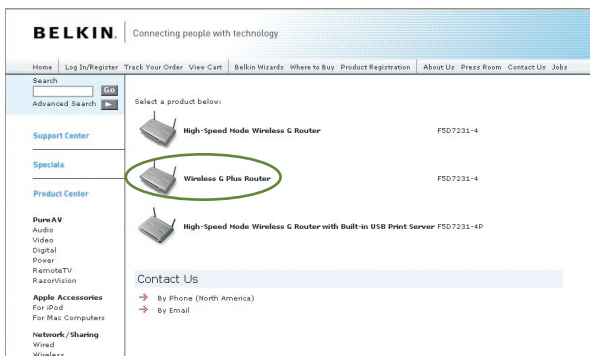 BELKIN.
Connecting people with technology
Home Log In/Register Track Your Order View Cart Belkin Wizards Where to Buy Product Registration About Us Press Room Contact Us Jobs
Search
Go
Advanced Search
Support Center
Specials
Product Center
PureAV
Audio
Video
Digital
Power
RemoteTV
RazorVision
Apple Accessories
For iPod
For Mac Computers
Network/Sharing
Wired
Wireless
Select a product below:
High-Speed Mode Wireless G Router F5D7231-4
Wireless G Plus Router F5D7231-4
High-Speed Mode Wireless G Router with Built-in USB Print Server F5D7231-4P
Contact Us
By Phone (North America)
By Email